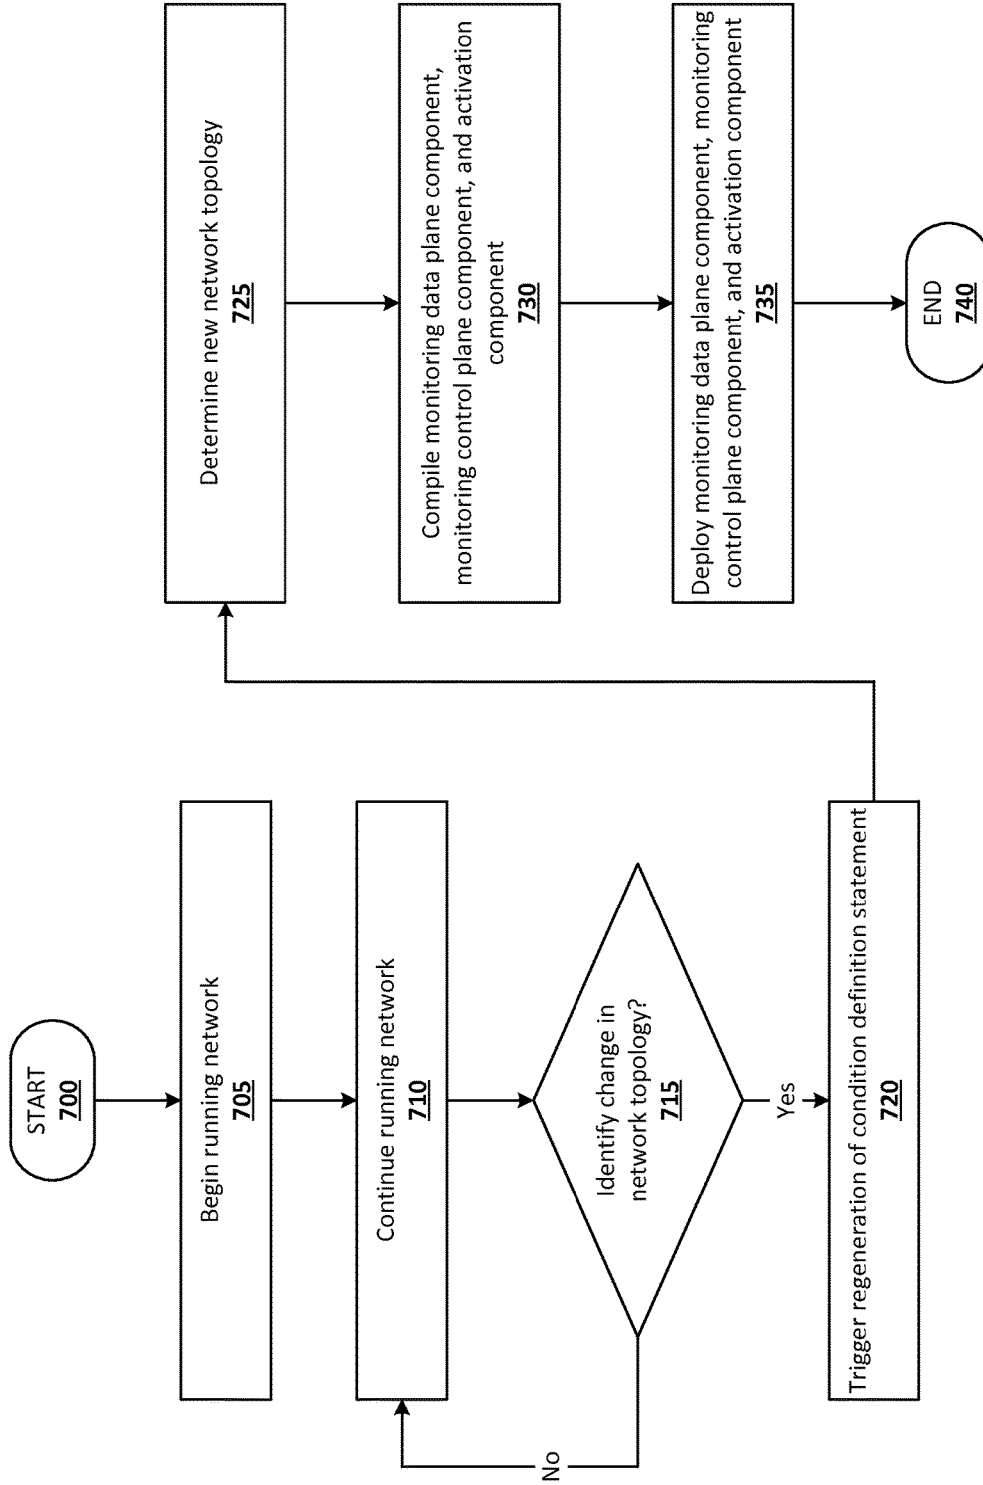 START
700
Begin running network
705
Continue running network
710
Identify change in
network topology?
715
No
Yes
Trigger regeneration of condition definition statement
720
Determine new network topology
725
Compile monitoring data plane component,
monitoring control plane component, and activation
component
730
Deploy monitoring data plane component, monitoring
control plane component, and activation component
735
END
740